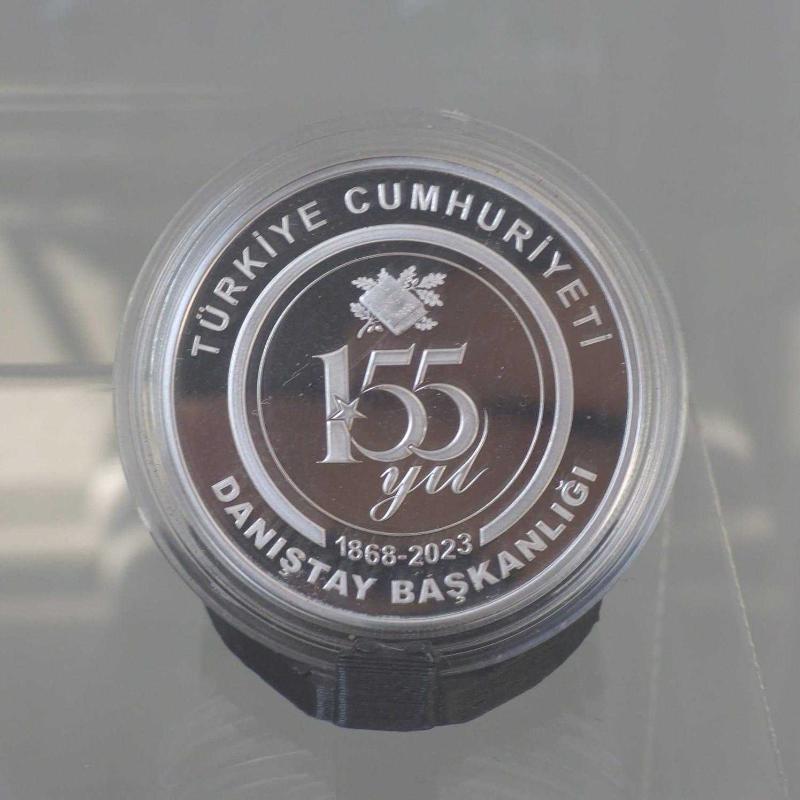 TÜRKİYE CUMHURİYETİ
155
yıl
1868-2023
DANIŞTAY BAŞKANLIĞI